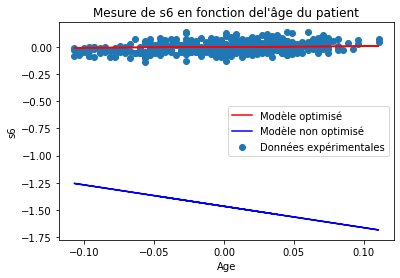 Mesure de s6 en fonction del'âge du patient
0.00
−0.25
−0.50
−0.75
−1.00
−1.25
−1.50
−1.75
s6
Modèle optimisé
Modèle non optimisé
Données expérimentales
−0.10
−0.05
0.00
0.05
0.10
Age